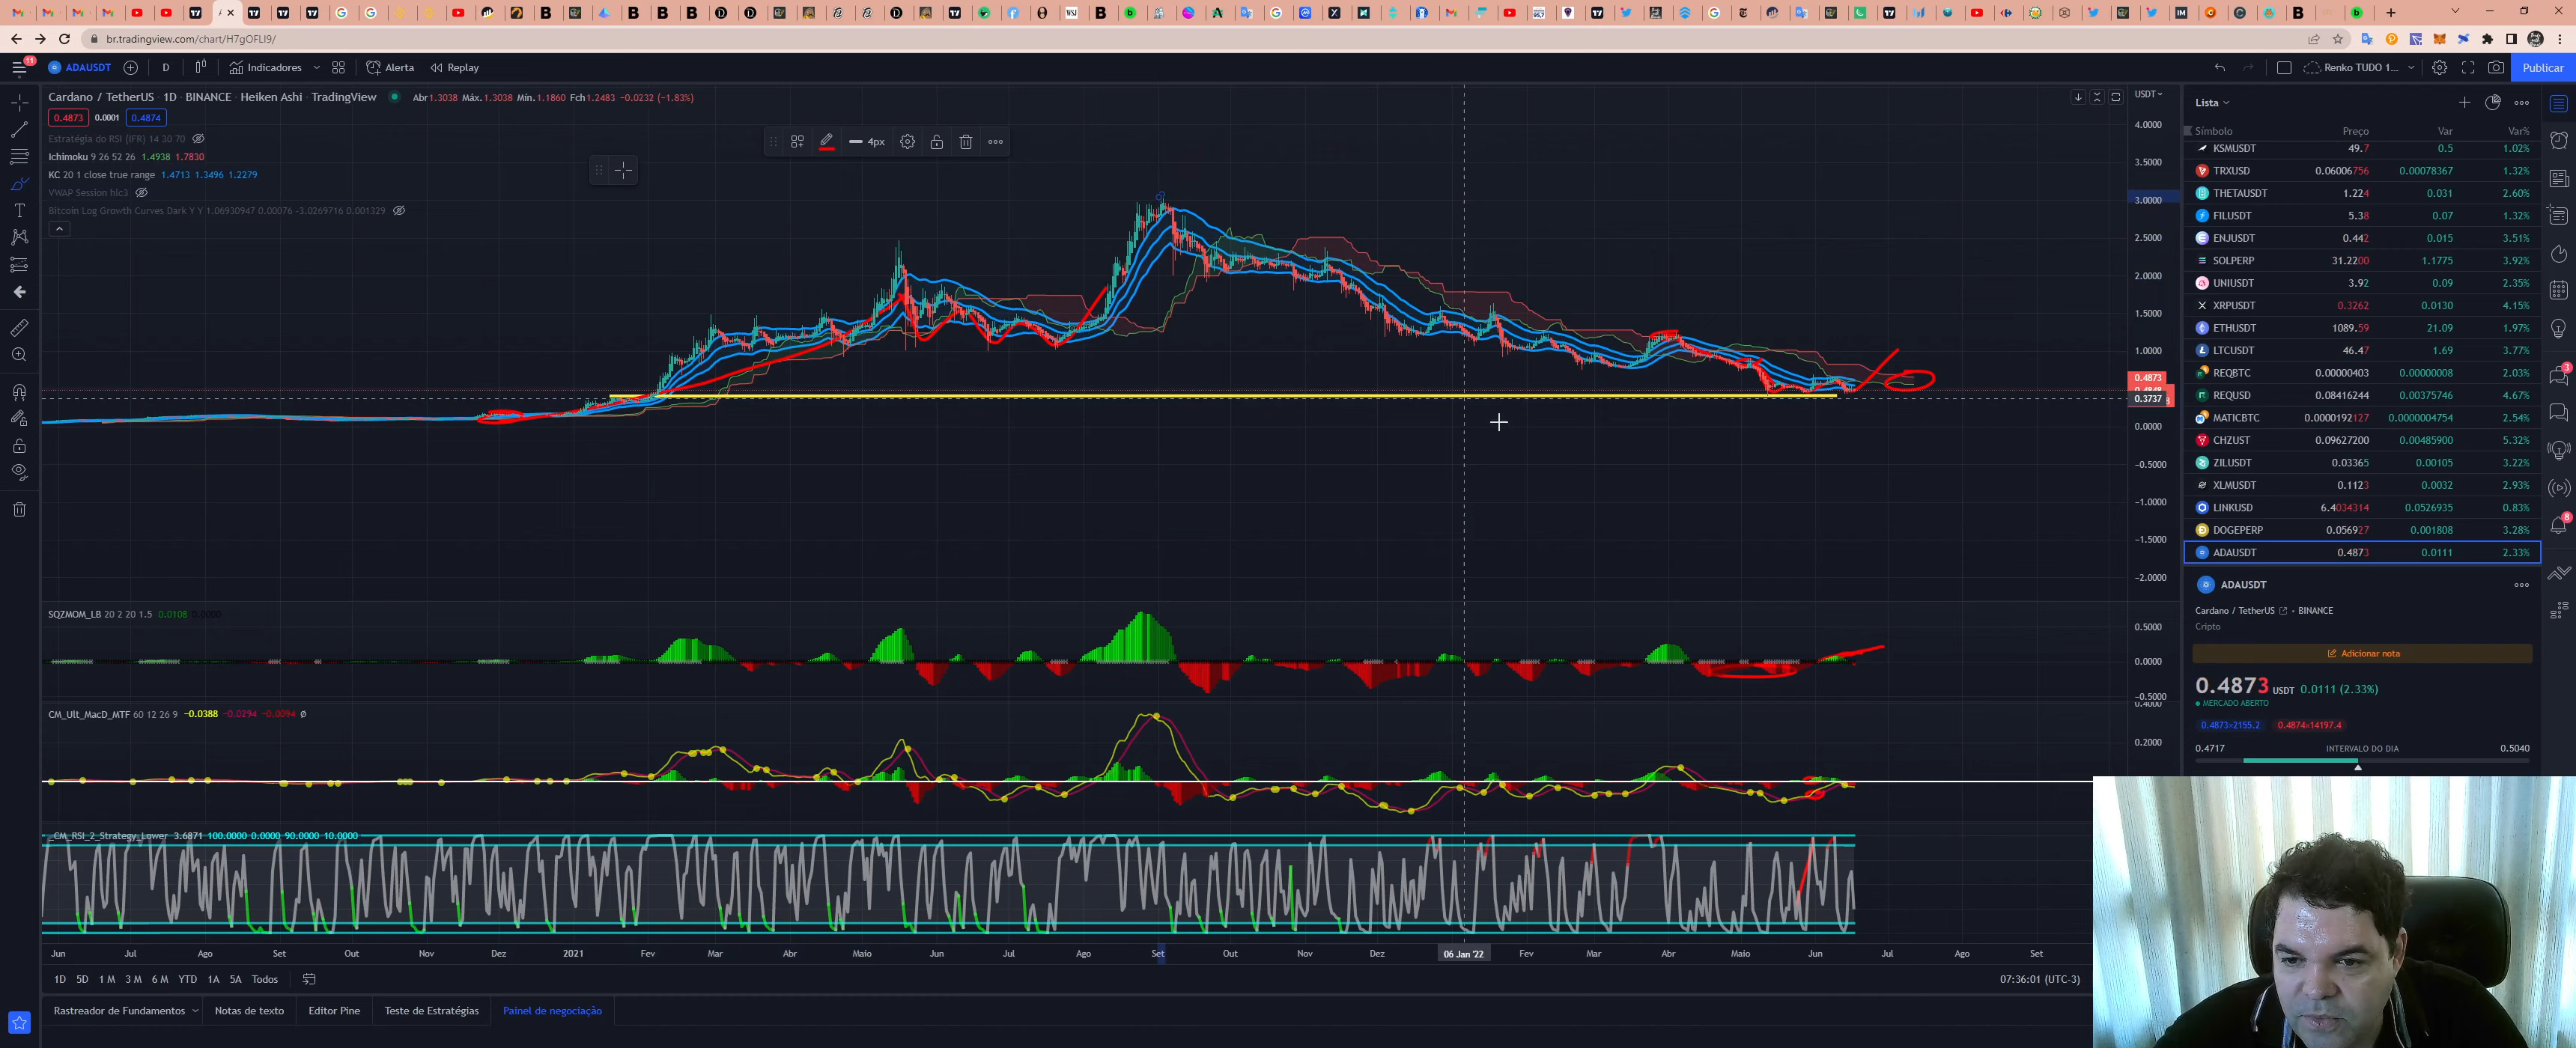 br.tradingview.com/chart/H7gOFLI9/
11
ADAUSDT D Indicadores Alerta Replay Renko TUDO 1... Publicar
Cardano / TetherUS · 1D · BINANCE · Heiken Ashi · TradingView Abr1.3038 Máx.1.3038 Mín.1.1860 Fch1.2483 −0.0232 (−1.83%)
0.4873 0.0001 0.4874
Estratégia do RSI (IFR) 14 30 70
Ichimoku 9 26 52 26 1.4938 1.7830
KC 20 1 close true range 1.4713 1.3496 1.2279
VWAP Session hlc3
Bitcoin Log Growth Curves Dark Y Y 1.06930947 0.00076 -3.0269716 0.001329
4px
USDT
4.0000
3.5000
3.0000
2.5000
2.0000
1.5000
1.0000
0.4873
0.3737
0.0000
−0.5000
−1.0000
−1.5000
−2.0000
SQZMOM_LB 20 2 20 1.5 0.0108 0.0000
0.5000
0.0000
−0.5000
CM_Ult_MacD_MTF 60 12 26 9 −0.0388 −0.0294 −0.0094 Ø
0.4000
0.2000
_CM_RSI_2_Strategy_Lower 3.6871 100.0000 0.0000 90.0000 10.0000
Jun Jul Ago Set Out Nov Dez 2021 Fev Mar Abr Maio Jun Jul Ago Set Out Nov Dez 06 Jan '22 Fev Mar Abr Maio Jun Jul Ago Set
1D 5D 1 M 3 M 6 M YTD 1A 5A Todos
07:36:01 (UTC-3)
Rastreador de Fundamentos Notas de texto Editor Pine Teste de Estratégias Painel de negociação
Lista
Símbolo Preço Var Var%
KSMUSDT 49.7 0.5 1.02%
TRXUSD 0.06006756 0.00078367 1.32%
THETAUSDT 1.224 0.031 2.60%
FILUSDT 5.38 0.07 1.32%
ENJUSDT 0.442 0.015 3.51%
SOLPERP 31.2200 1.1775 3.92%
UNIUSDT 3.92 0.09 2.35%
XRPUSDT 0.3262 0.0130 4.15%
ETHUSDT 1089.59 21.09 1.97%
LTCUSDT 46.47 1.69 3.77%
REQBTC 0.00000403 0.00000008 2.03%
REQUSD 0.08416244 0.00375746 4.67%
MATICBTC 0.0000192127 0.0000004754 2.54%
CHZUST 0.09627200 0.00485900 5.32%
ZILUSDT 0.03365 0.00105 3.22%
XLMUSDT 0.1123 0.0032 2.93%
LINKUSD 6.4034314 0.0526935 0.83%
DOGEPERP 0.056927 0.001808 3.28%
ADAUSDT 0.4873 0.0111 2.33%
ADAUSDT
Cardano / TetherUS • BINANCE
Cripto
Adicionar nota
0.4873 USDT 0.0111 (2.33%)
MERCADO ABERTO
0.4873×2155.2 0.4874×14197.4
0.4717 INTERVALO DO DIA 0.5040
3
8